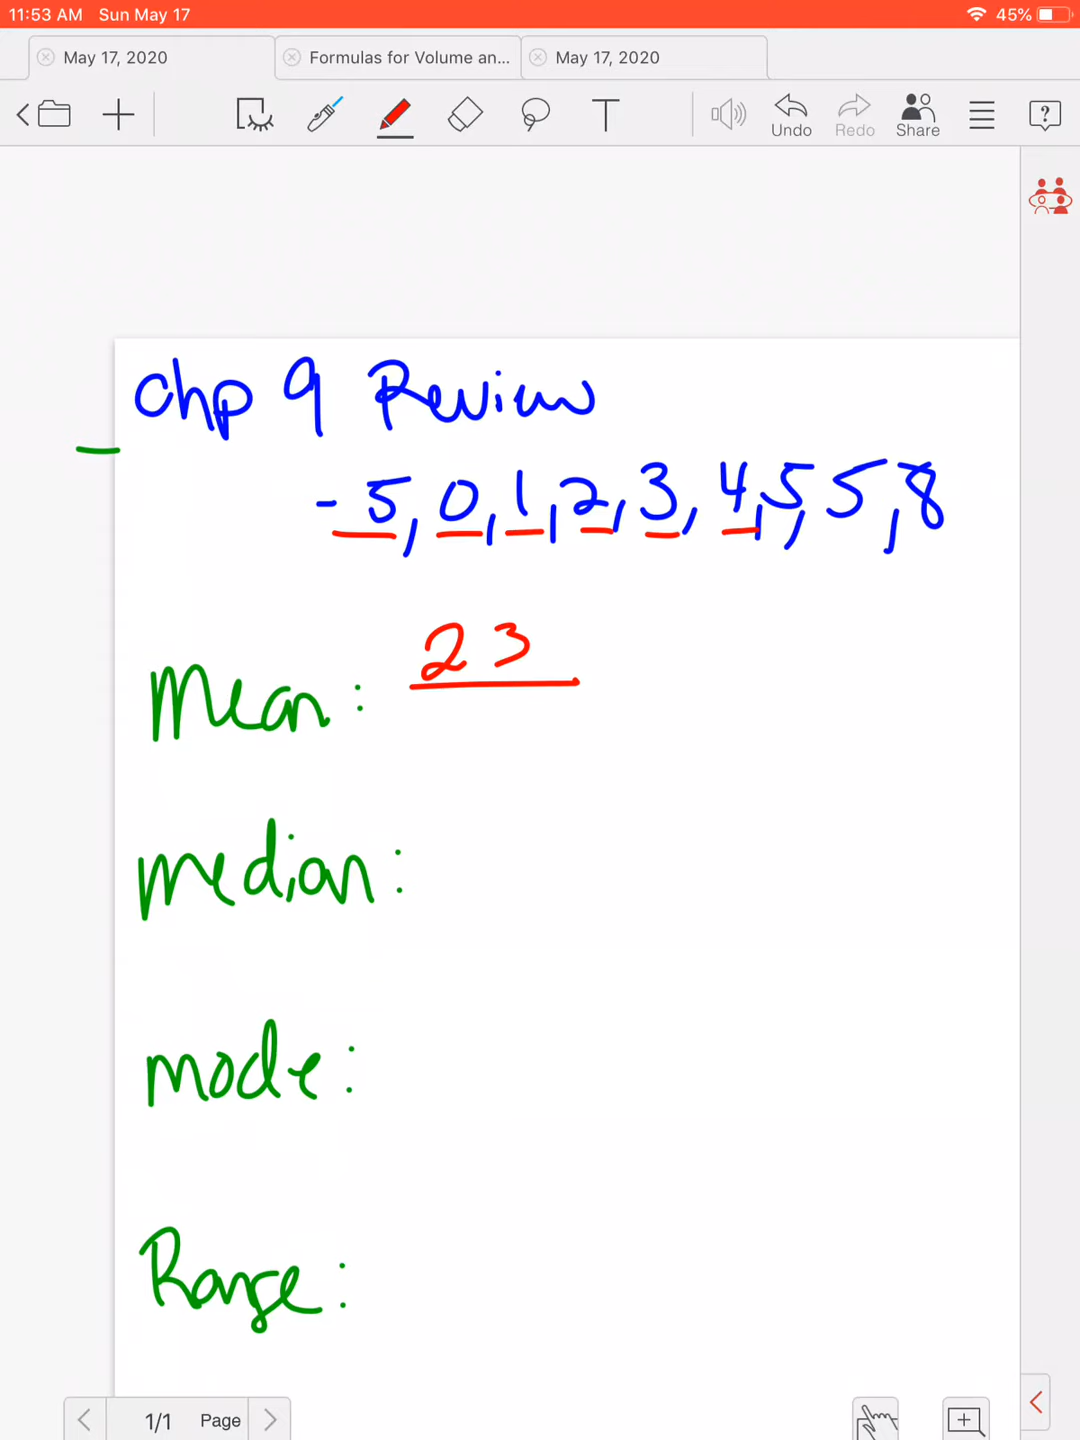 11:53 AM Sun May 17 45%
May 17, 2020 Formulas for Volume an... May 17, 2020
T Undo Redo Share ?
Chp 9 Review
-5, 0, 1, 2, 3, 4, 5, 5, 8
23
Mean:
median:
mode:
Range:
1/1 Page